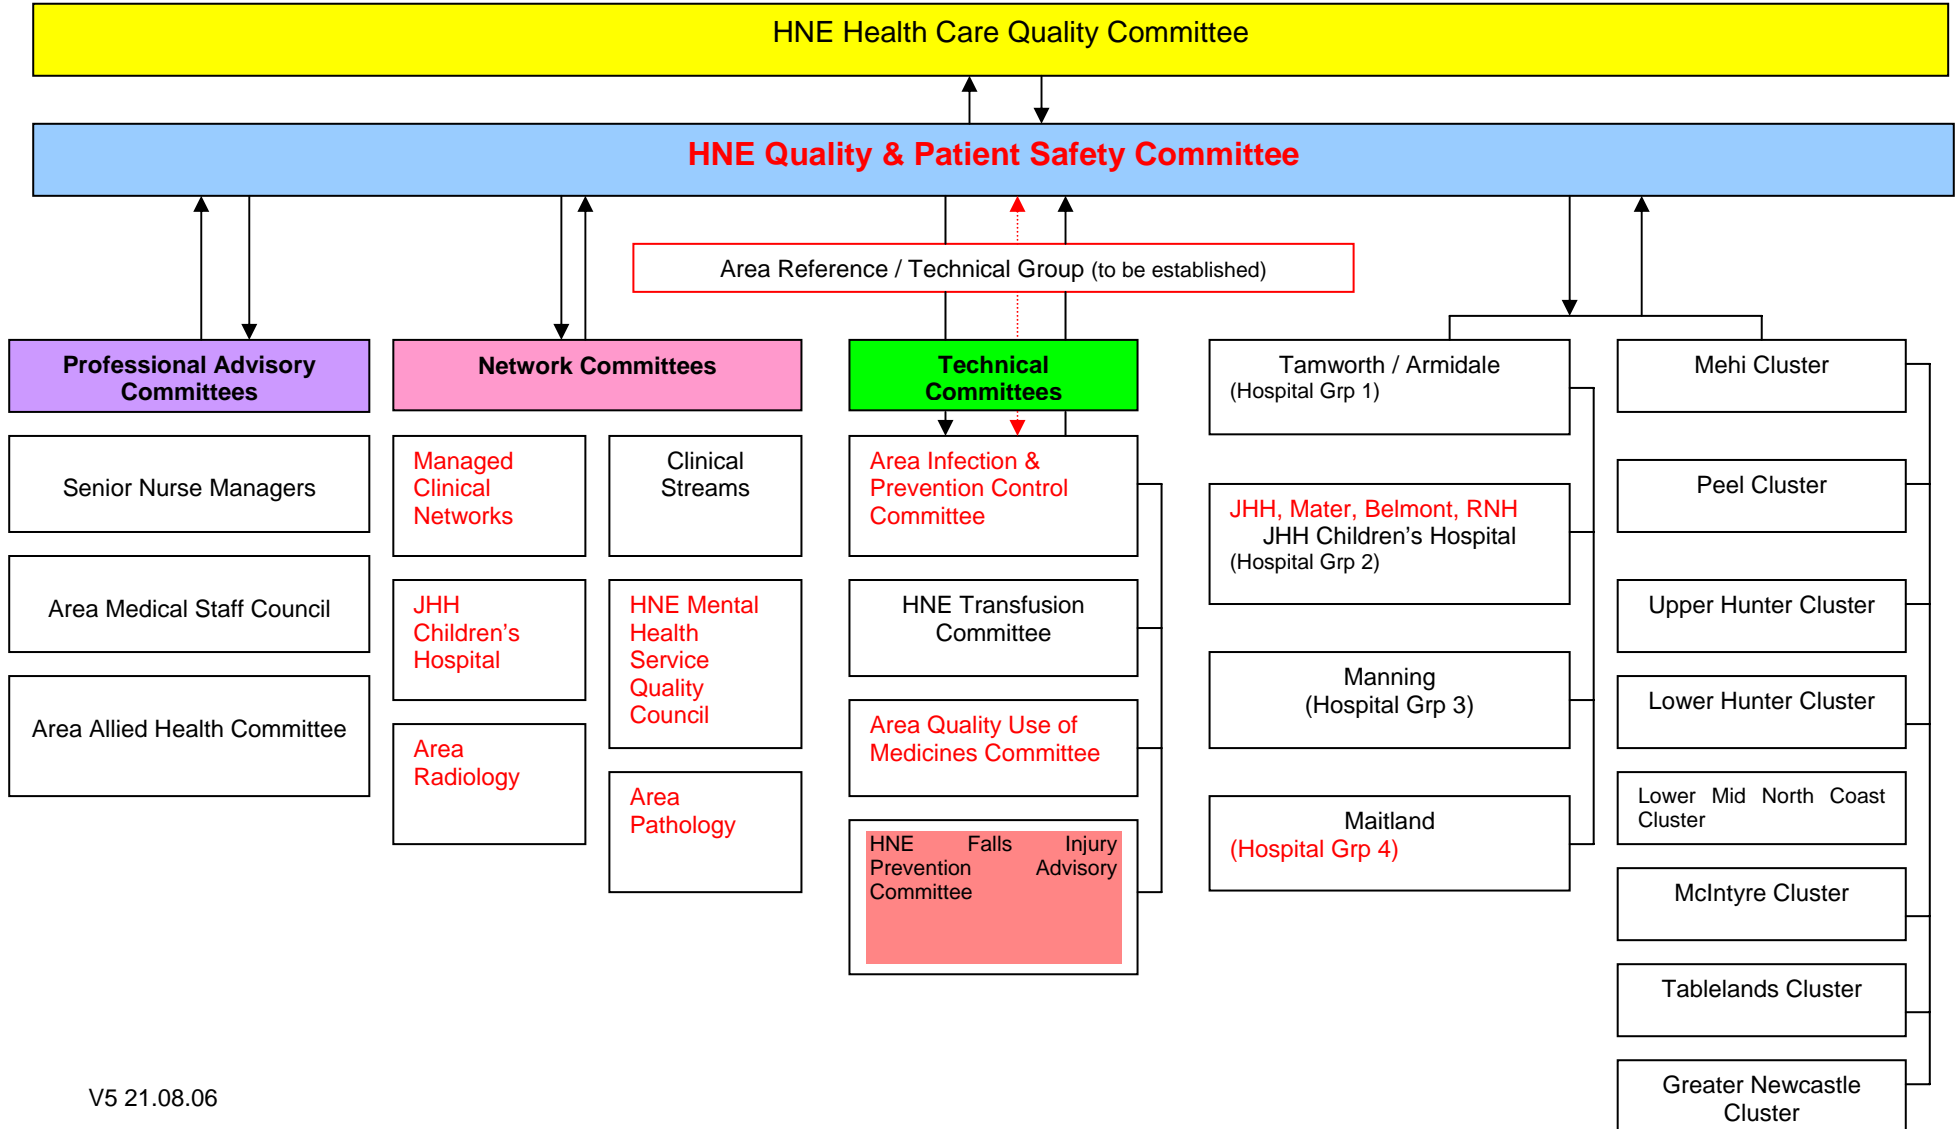 HNE Health Care Quality Committee
HNE Quality & Patient Safety Committee
Area Reference / Technical Group (to be established)
Professional Advisory
Committees
Senior Nurse Managers
Area Medical Staff Council
Area Allied Health Committee
Network Committees
Managed
Clinical
Networks
JHH
Children's
Hospital
Area
Radiology
Clinical
Streams
HNE Mental
Health
Service
Quality
Council
Area
Pathology
Technical
Committees
Area Infection &
Prevention Control
Committee
HNE Transfusion
Committee
Area Quality Use of
Medicines Committee
HNE Falls Injury
Prevention Advisory
Committee
Tamworth / Armidale
(Hospital Grp 1)
JHH, Mater, Belmont, RNH
JHH Children's Hospital
(Hospital Grp 2)
Manning
(Hospital Grp 3)
Maitland
(Hospital Grp 4)
Mehi Cluster
Peel Cluster
Upper Hunter Cluster
Lower Hunter Cluster
Lower Mid North Coast
Cluster
McIntyre Cluster
Tablelands Cluster
Greater Newcastle
Cluster
V5 21.08.06